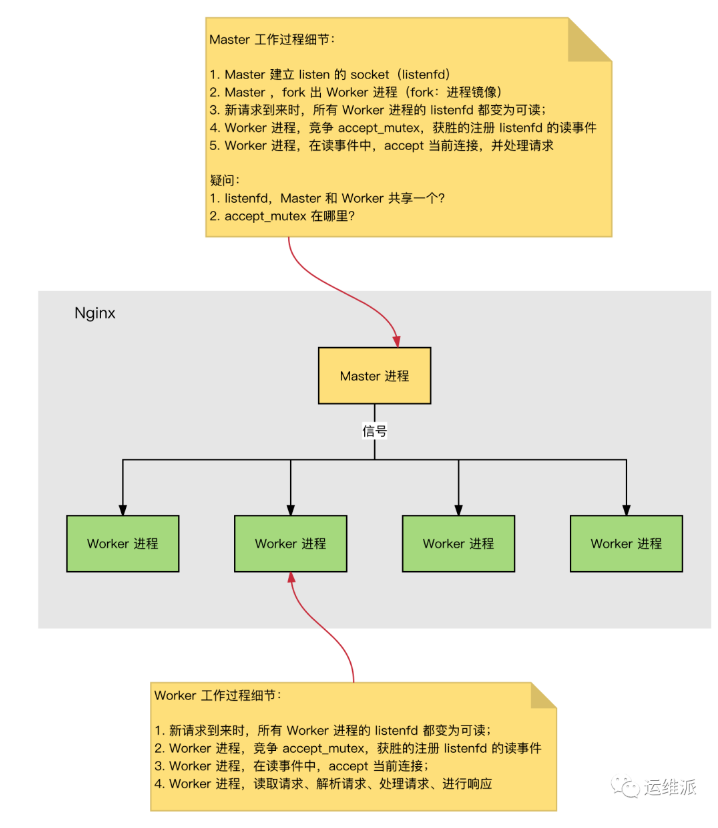 Master 工作过程细节：
1. Master 建立 listen 的 socket（listenfd）
2. Master ，fork 出 Worker 进程（fork：进程镜像）
3. 新请求到来时，所有 Worker 进程的 listenfd 都变为可读；
4. Worker 进程，竞争 accept_mutex，获胜的注册 listenfd 的读事件
5. Worker 进程，在读事件中，accept 当前连接，并处理请求
疑问：
1. listenfd，Master 和 Worker 共享一个？
2. accept_mutex 在哪里？
Nginx
Master 进程
信号
Worker 进程
Worker 进程
Worker 进程
Worker 进程
Worker 工作过程细节：
1. 新请求到来时，所有 Worker 进程的 listenfd 都变为可读；
2. Worker 进程，竞争 accept_mutex，获胜的注册 listenfd 的读事件
3. Worker 进程，在读事件中，accept 当前连接；
4. Worker 进程，读取请求、解析请求、处理请求、进行响应
运维派